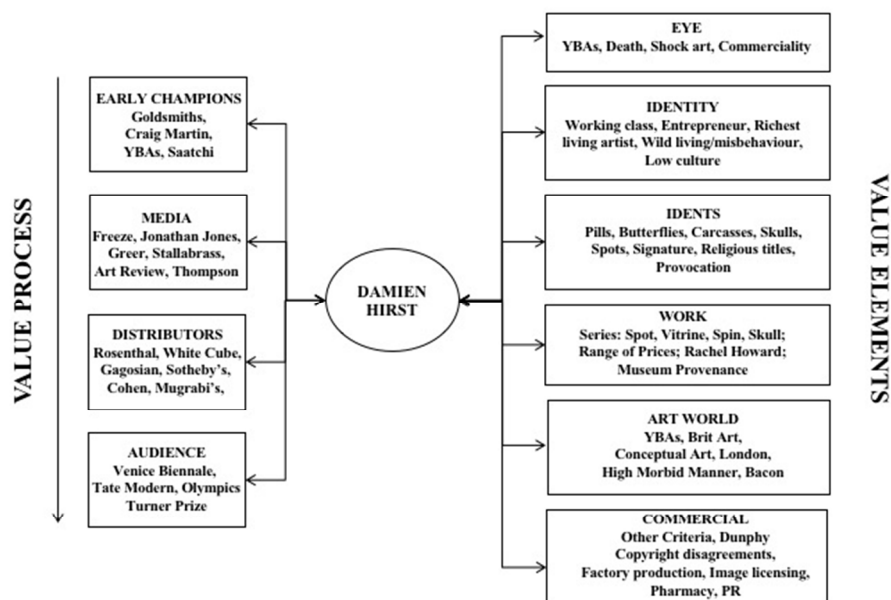 VALUE PROCESS
EARLY CHAMPIONS
Goldsmiths,
Craig Martin,
YBAs, Saatchi
MEDIA
Freeze, Jonathan Jones,
Greer, Stallabrass,
Art Review, Thompson
DISTRIBUTORS
Rosenthal, White Cube,
Gagosian, Sotheby's,
Cohen, Mugrabi's,
AUDIENCE
Venice Biennale,
Tate Modern, Olympics
Turner Prize
DAMIEN
HIRST
EYE
YBAs, Death, Shock art, Commerciality
IDENTITY
Working class, Entrepreneur, Richest
living artist, Wild living/misbehaviour,
Low culture
IDENTS
Pills, Butterflies, Carcasses, Skulls,
Spots, Signature, Religious titles,
Provocation
WORK
Series: Spot, Vitrine, Spin, Skull;
Range of Prices; Rachel Howard;
Museum Provenance
ART WORLD
YBAs, Brit Art,
Conceptual Art, London,
High Morbid Manner, Bacon
COMMERCIAL
Other Criteria, Dunphy
Copyright disagreements,
Factory production, Image licensing,
Pharmacy, PR
VALUE ELEMENTS